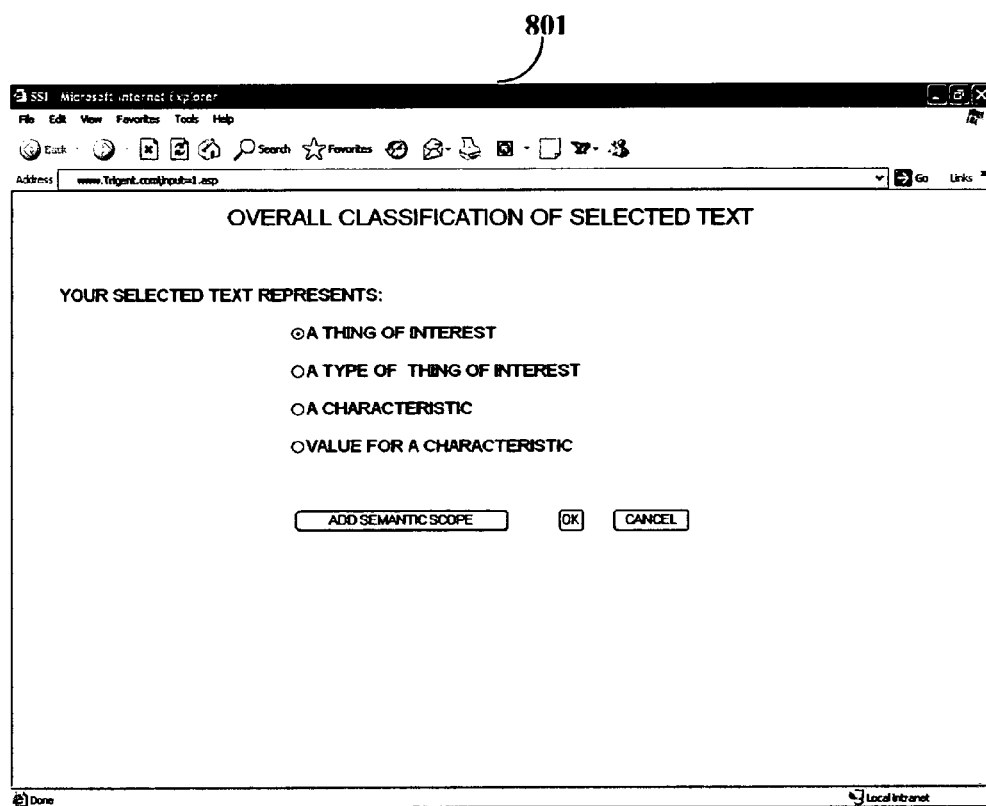 801
SSI Microsoft Internet Explorer
File Edit View Favorites Tools Help
Back Search Favorites
Address www.Trigent.com/input=1.asp Go Links
OVERALL CLASSIFICATION OF SELECTED TEXT
YOUR SELECTED TEXT REPRESENTS:
A THING OF INTEREST
A TYPE OF THING OF INTEREST
A CHARACTERISTIC
VALUE FOR A CHARACTERISTIC
ADD SEMANTIC SCOPE OK CANCEL
Done Local intranet